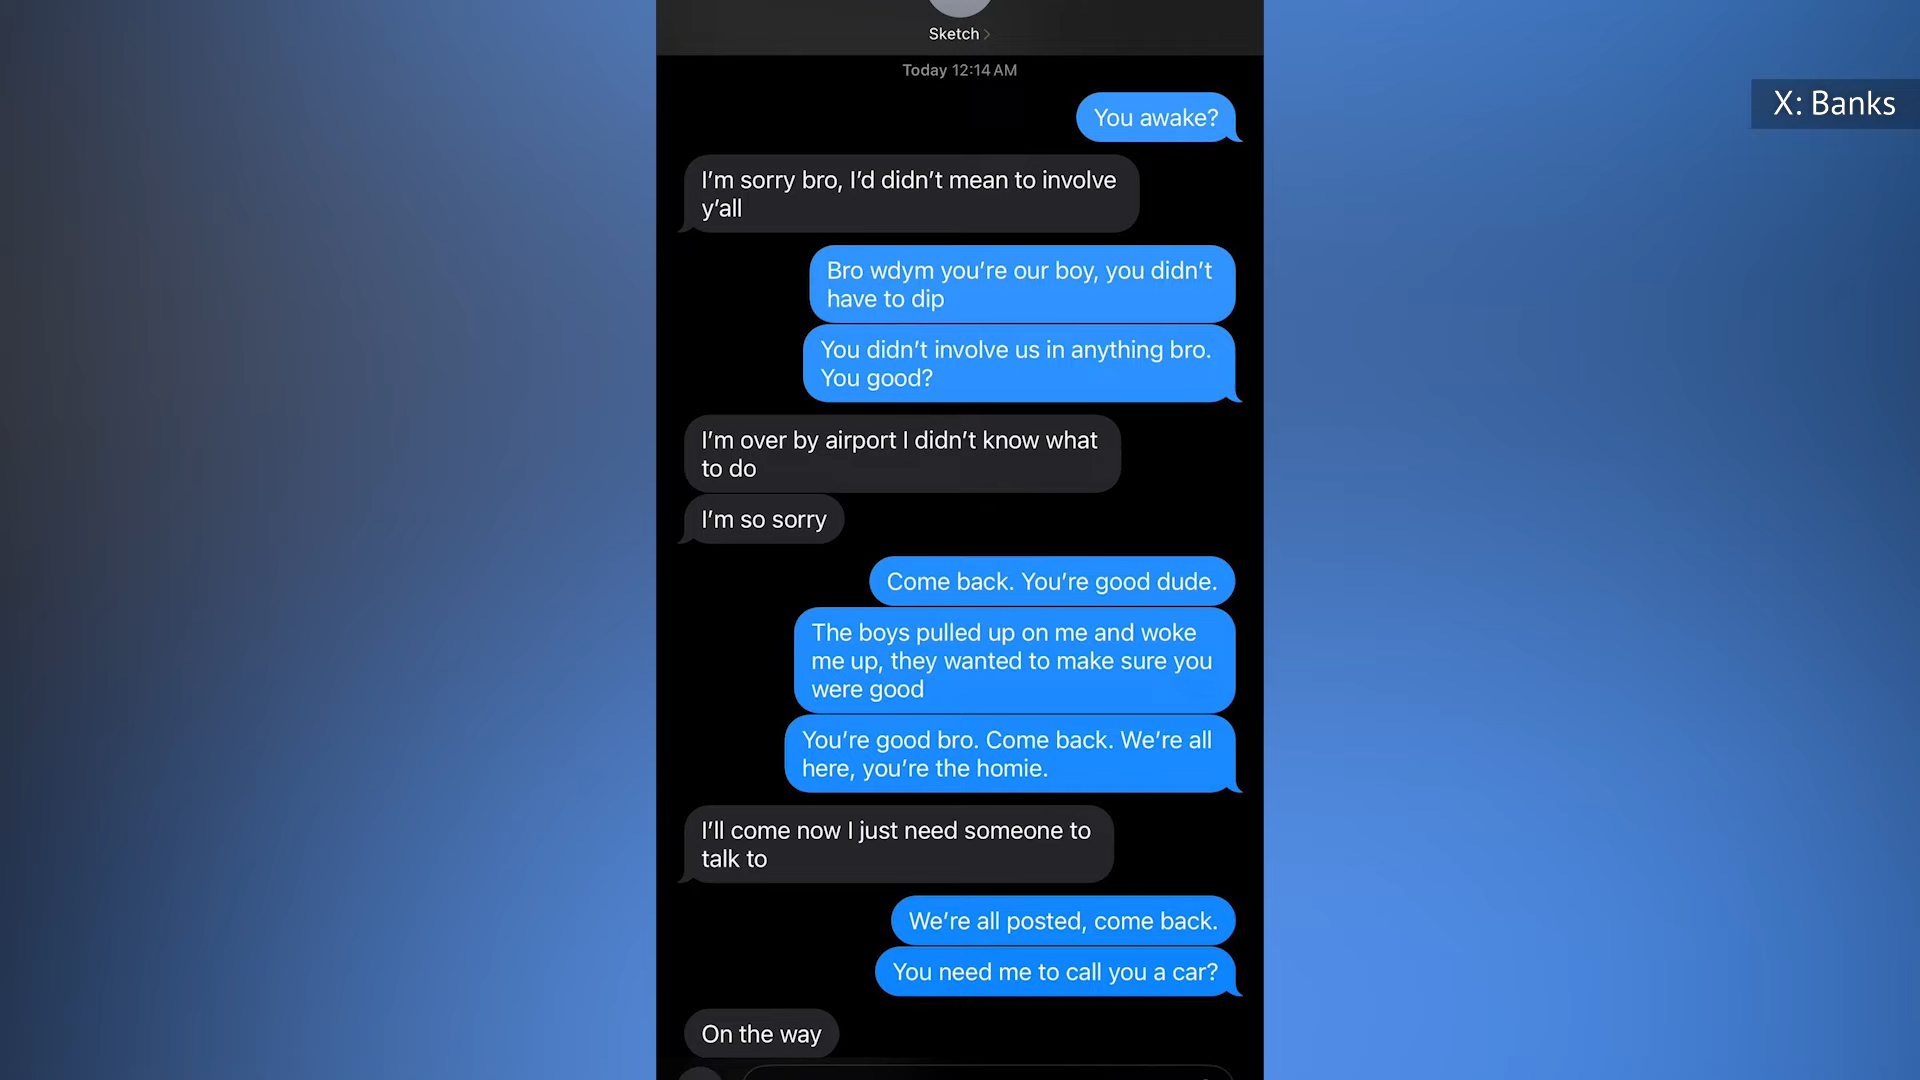 Sketch
Today 12:14 AM
X: Banks
You awake?
I’m sorry bro, I’d didn’t mean to involve
y’all
Bro wdym you’re our boy, you didn’t
have to dip
You didn’t involve us in anything bro.
You good?
I’m over by airport I didn’t know what
to do
I’m so sorry
Come back. You’re good dude.
The boys pulled up on me and woke
me up, they wanted to make sure you
were good
You’re good bro. Come back. We’re all
here, you’re the homie.
I’ll come now I just need someone to
talk to
We’re all posted, come back.
You need me to call you a car?
On the way